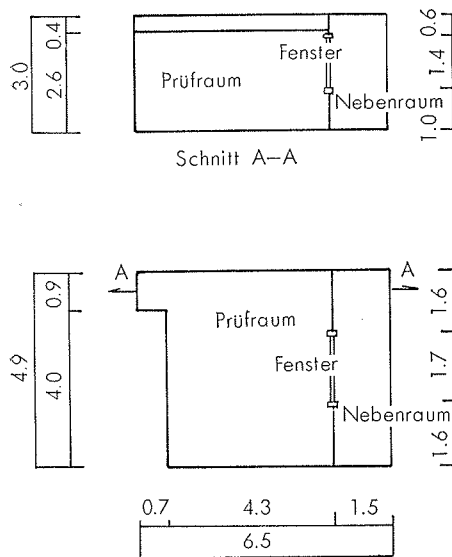 0.4
2.6
3.0
Fenster
Prüfraum
Nebenraum
0.6
1.4
1.0
Schnitt A–A
A
A
0.9
4.0
4.9
Prüfraum
Fenster
Nebenraum
1.6
1.7
1.6
0.7 4.3 1.5
6.5